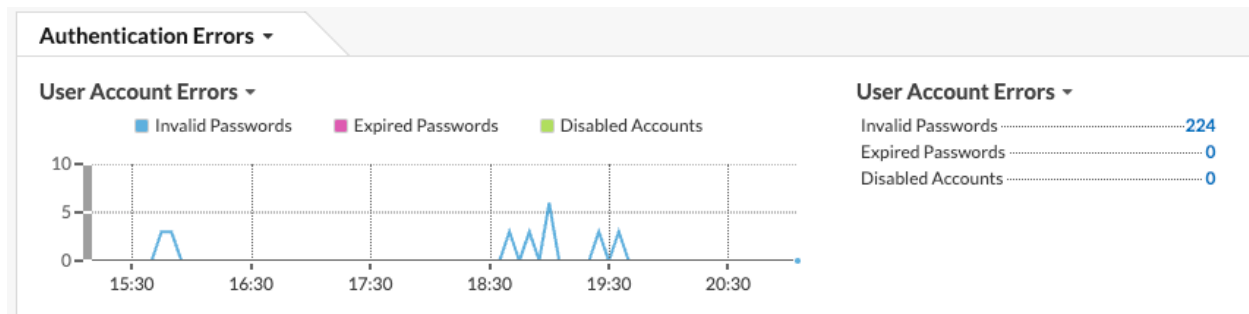 Authentication Errors
User Account Errors
Invalid Passwords Expired Passwords Disabled Accounts
10
5
0
15:30 16:30 17:30 18:30 19:30 20:30
User Account Errors
Invalid Passwords 224
Expired Passwords 0
Disabled Accounts 0